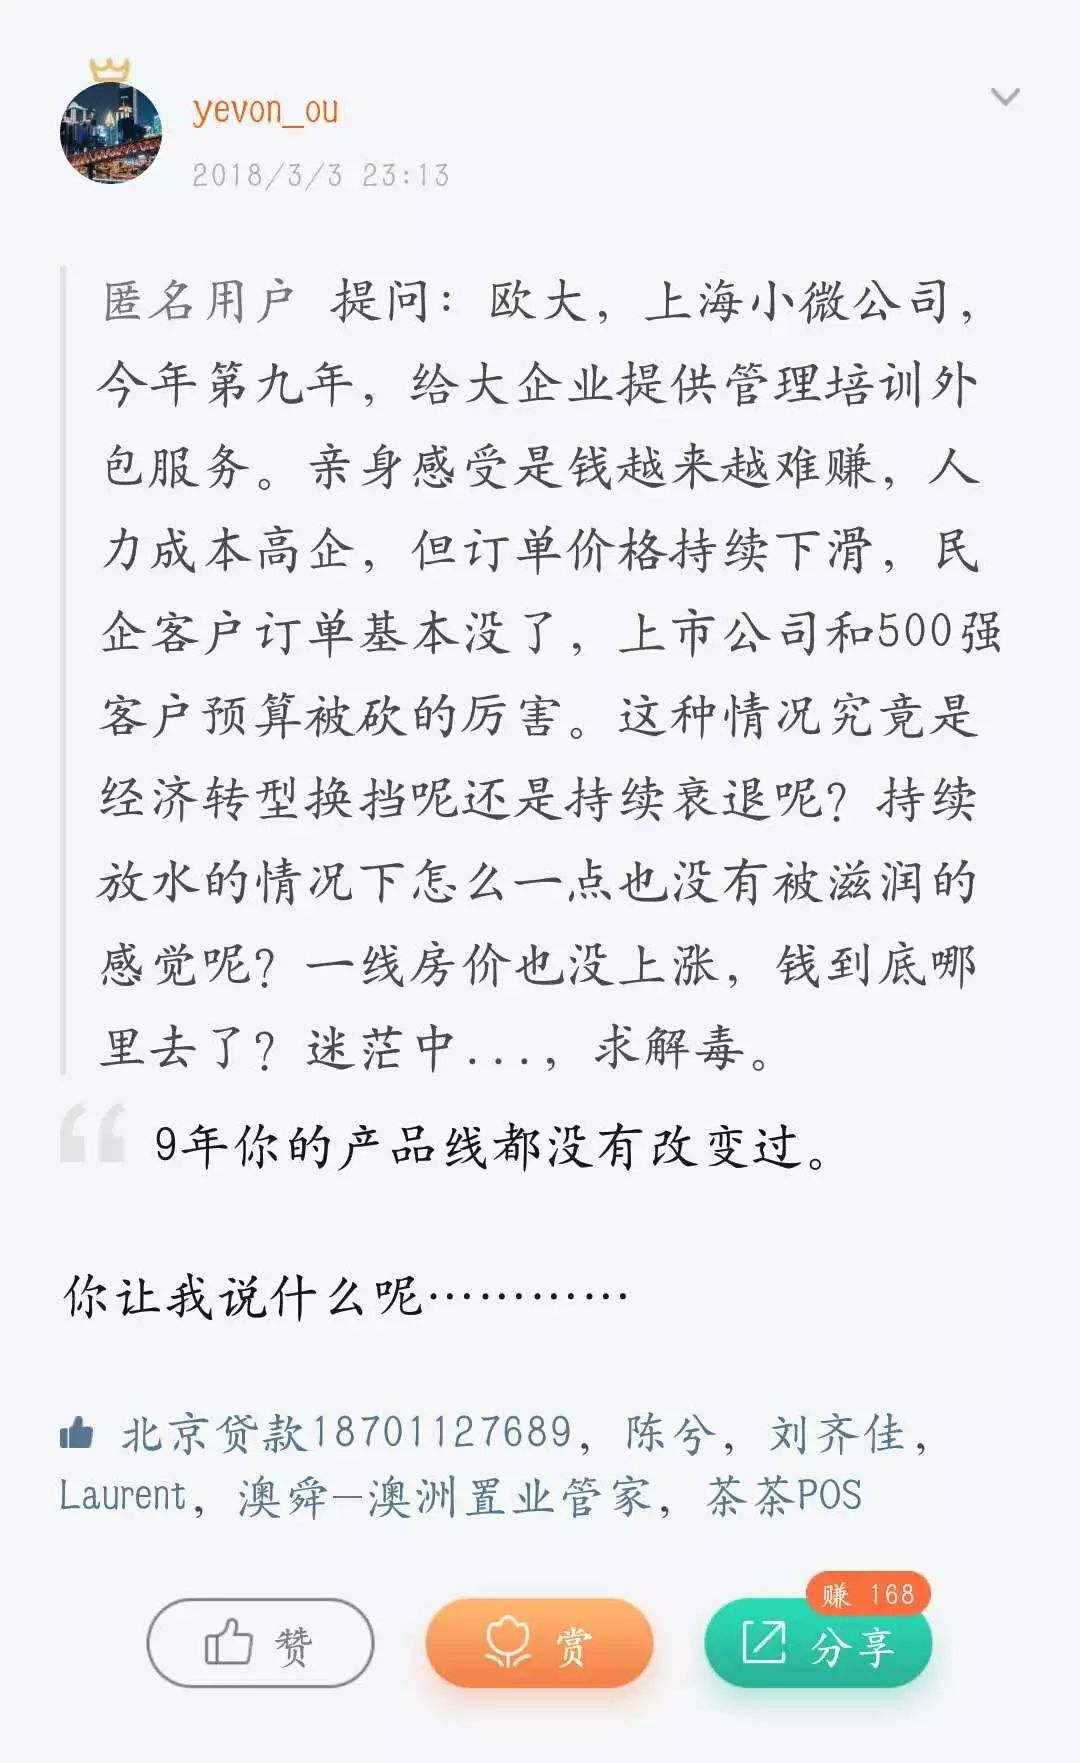 yevon_ou
2018/3/3 23:13
匿名用户 提问：欧大，上海小微公司，
今年第九年，给大企业提供管理培训外
包服务。亲身感受是钱越来越难赚，人
力成本高企，但订单价格持续下滑，民
企客户订单基本没了，上市公司和500强
客户预算被砍的厉害。这种情况究竟是
经济转型换挡呢还是持续衰退呢？持续
放水的情况下怎么一点也没有被滋润的
感觉呢？一线房价也没上涨，钱到底哪
里去了？迷茫中...，求解毒。
9年你的产品线都没有改变过。
你让我说什么呢…………
北京贷款18701127689，陈兮，刘齐佳，
Laurent，澳舜—澳洲置业管家，茶茶POS
赚 168
赞 赏 分享